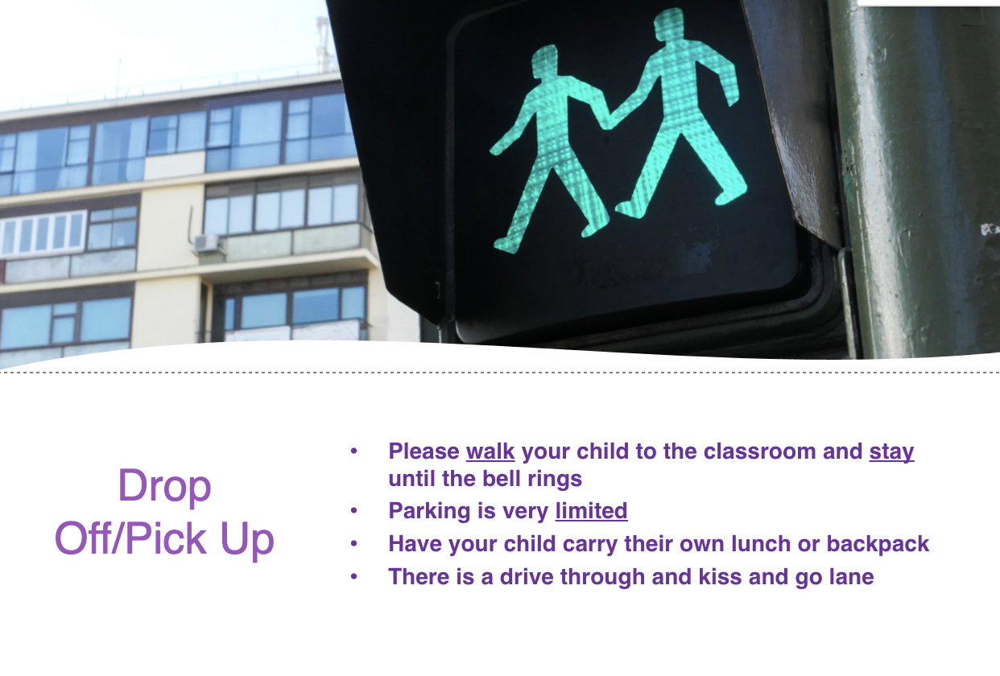 Drop
Off/Pick Up
• Please walk your child to the classroom and stay
until the bell rings
• Parking is very limited
• Have your child carry their own lunch or backpack
• There is a drive through and kiss and go lane